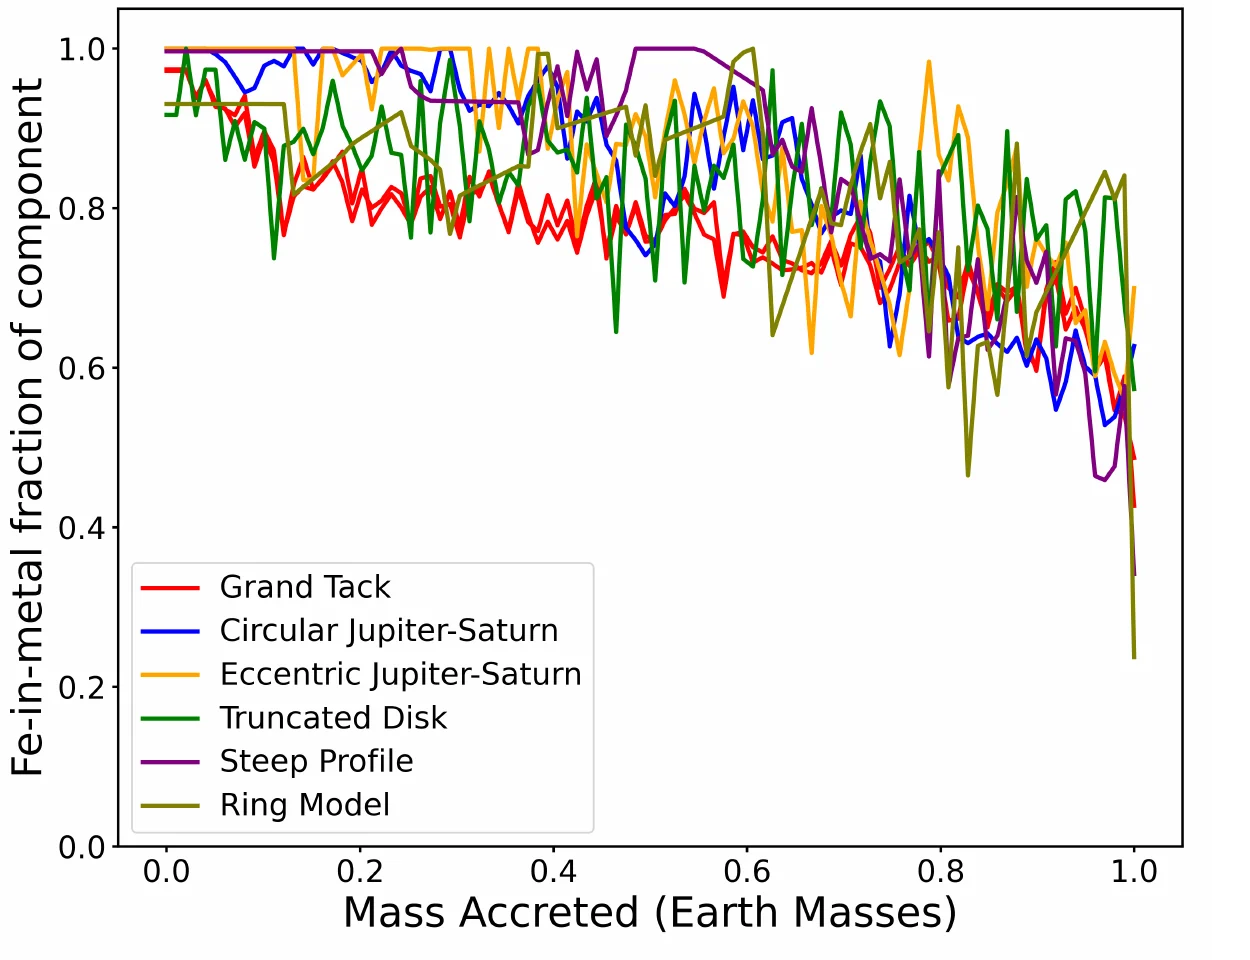 Fe-in-metal fraction of component
1.0
0.8
0.6
0.4
0.2
0.0
Grand Tack
Circular Jupiter-Saturn
Eccentric Jupiter-Saturn
Truncated Disk
Steep Profile
Ring Model
0.0 0.2 0.4 0.6 0.8 1.0
Mass Accreted (Earth Masses)